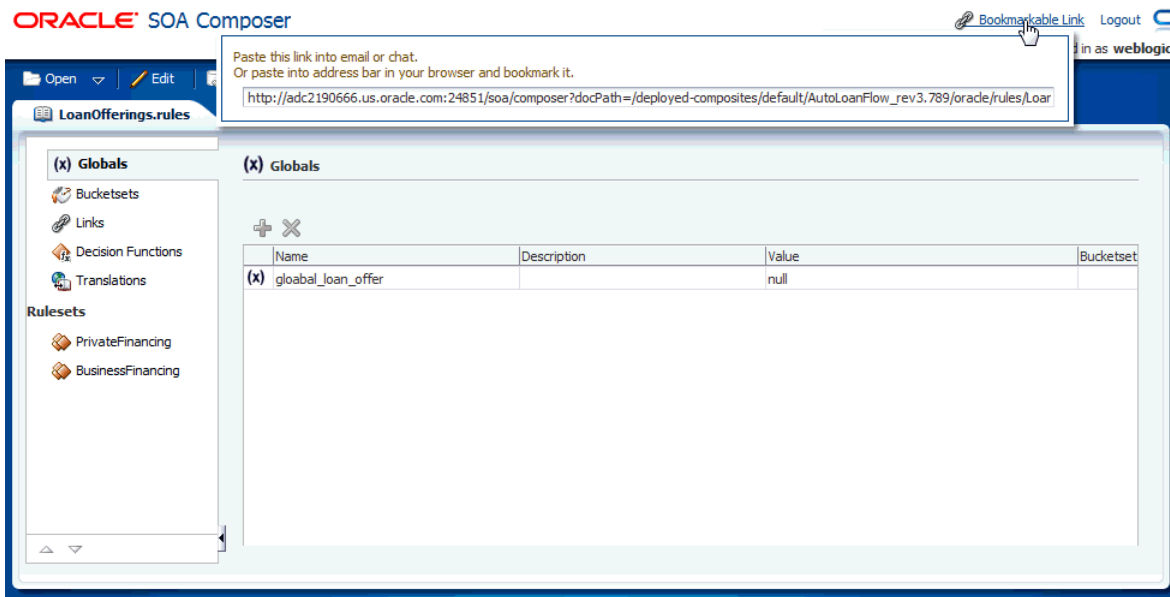 ORACLE SOA Composer
Bookmarkable Link Logout
in as weblogic
Paste this link into email or chat.
Or paste into address bar in your browser and bookmark it.
http://adc2190666.us.oracle.com:24851/soa/composer?docPath=/deployed-composites/default/AutoLoanFlow_rev3.789/oracle/rules/Loar
Open Edit
LoanOfferings.rules
(x) Globals
Bucketsets
Links
Decision Functions
Translations
Rulesets
PrivateFinancing
BusinessFinancing
(x) Globals
Name Description Value Bucketset
(x) gloabal_loan_offer null